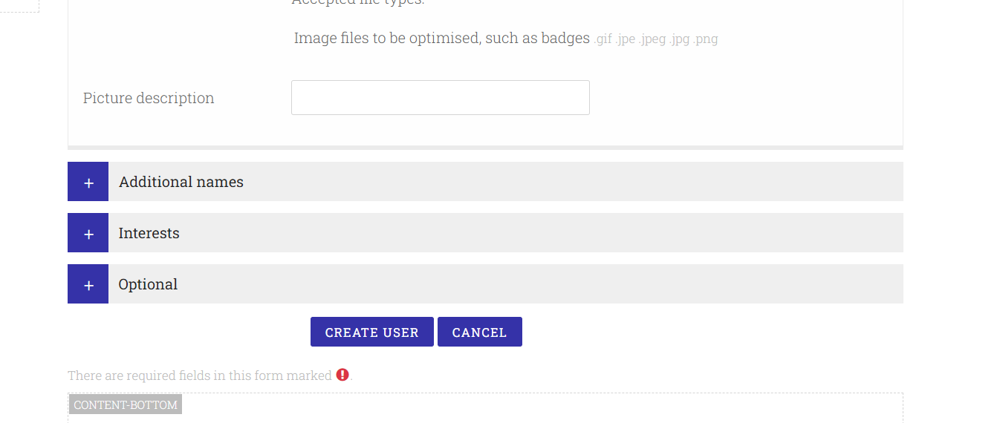 Accepted file types:
Image files to be optimised, such as badges .gif .jpe .jpeg .jpg .png
Picture description
+ Additional names
+ Interests
+ Optional
CREATE USER CANCEL
There are required fields in this form marked !.
CONTENT-BOTTOM